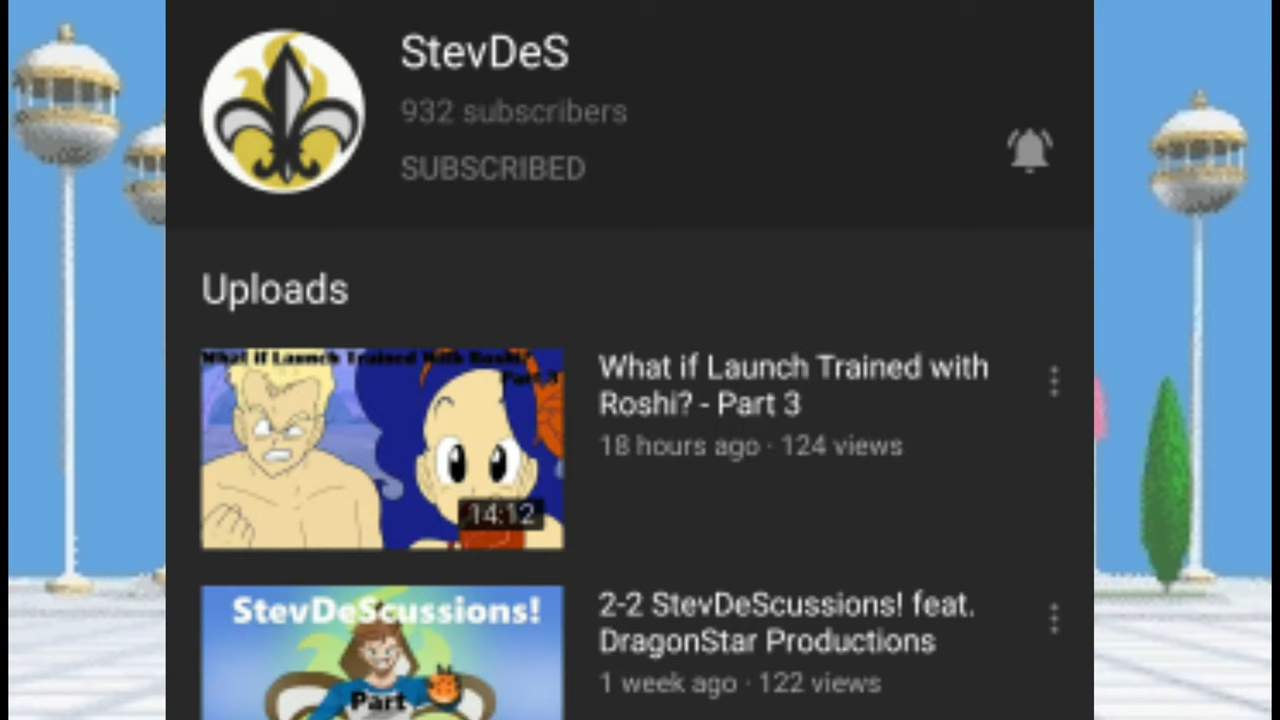 StevDeS
932 subscribers
SUBSCRIBED
Uploads
What if Launch Trained with Roshi?
Part 3
14:12
What if Launch Trained with
Roshi? - Part 3
18 hours ago · 124 views
StevDeScussions!
Part
2-2 StevDeScussions! feat.
DragonStar Productions
1 week ago · 122 views